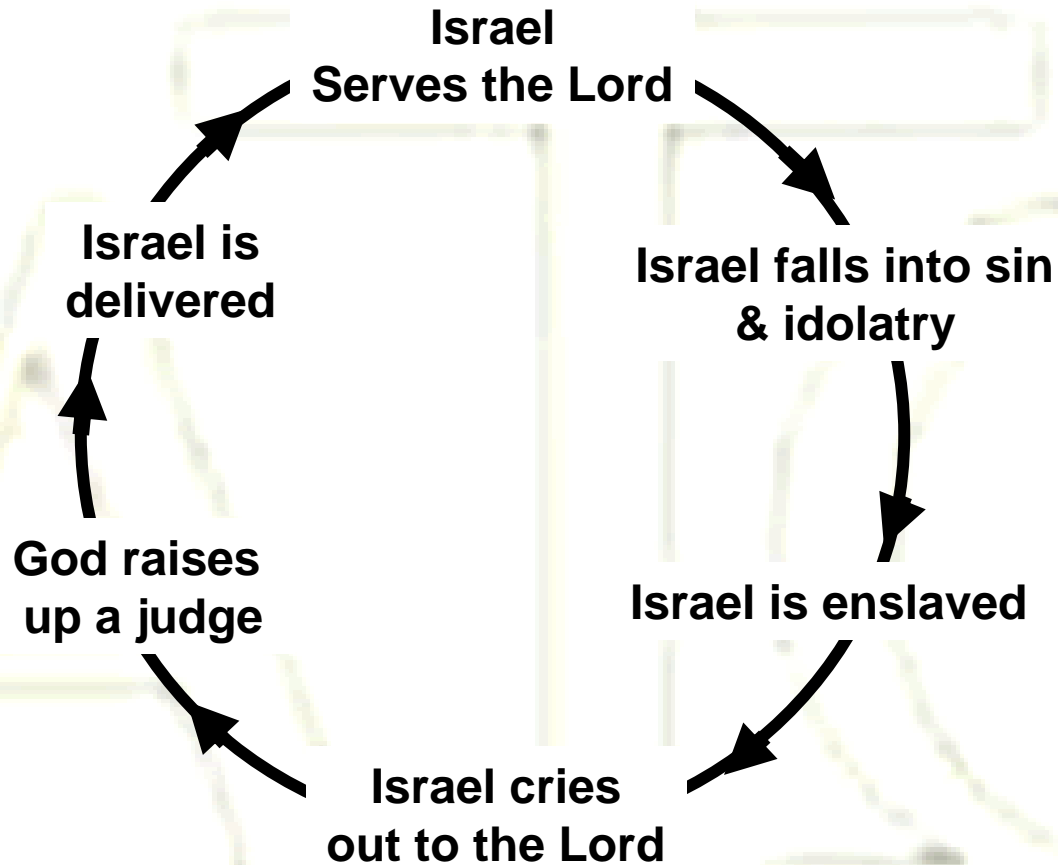 Israel
Serves the Lord
Israel falls into sin
& idolatry
Israel is enslaved
Israel cries
out to the Lord
God raises
up a judge
Israel is
delivered